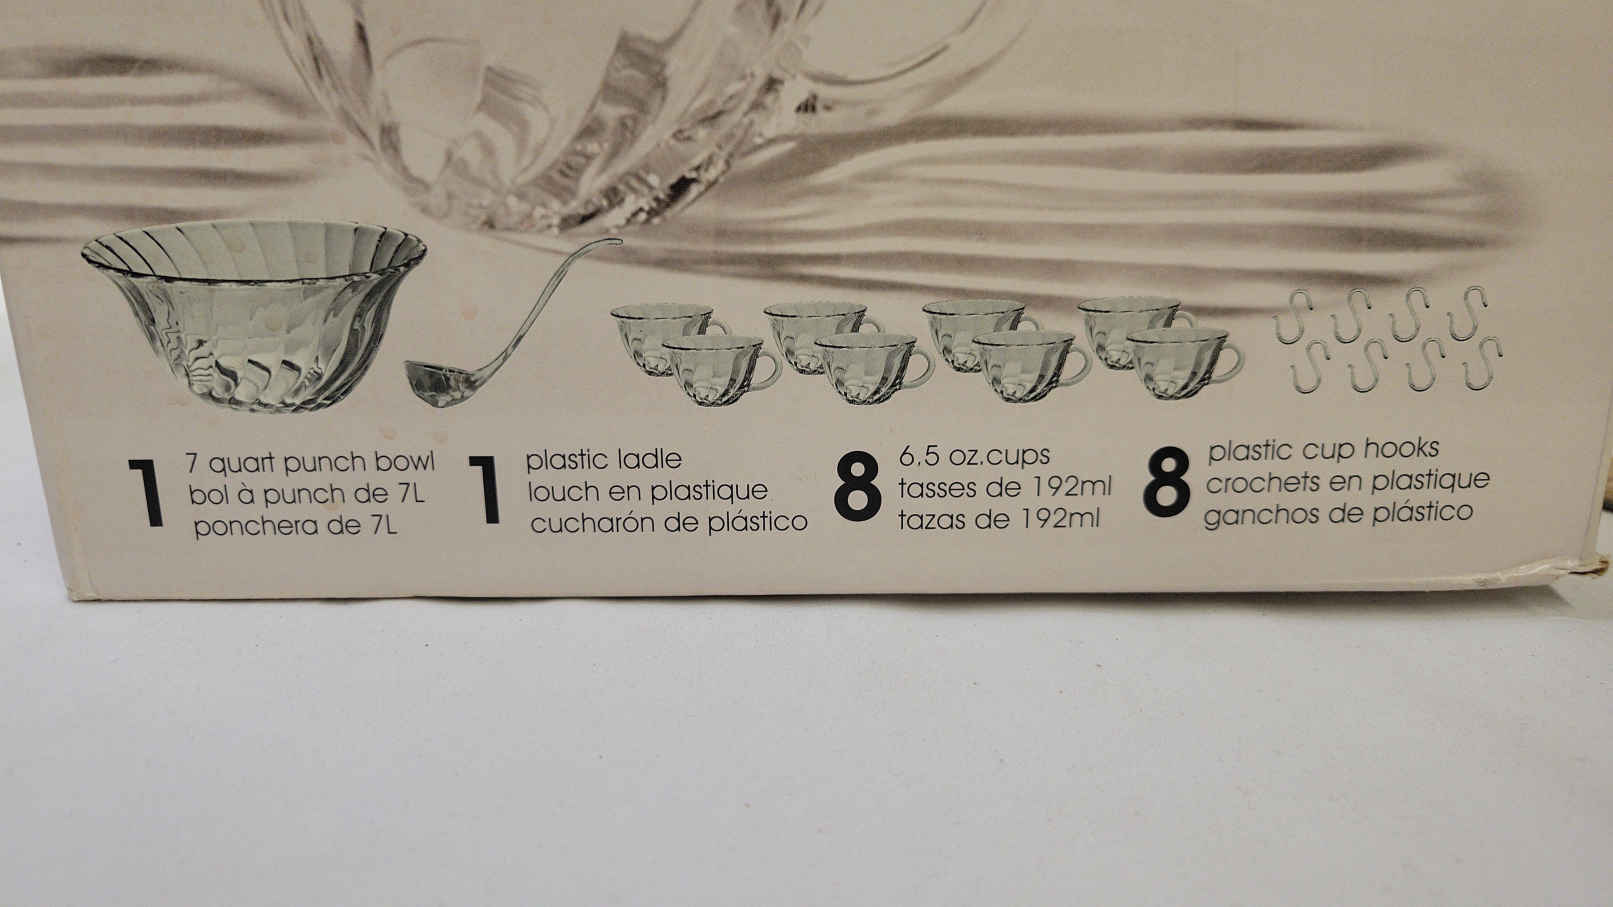 1
7 quart punch bowl
bol à punch de 7L
ponchera de 7L
1
plastic ladle
louch en plastique
cucharón de plástico
8
6,5 oz.cups
tasses de 192ml
tazas de 192ml
8
plastic cup hooks
crochets en plastique
ganchos de plástico